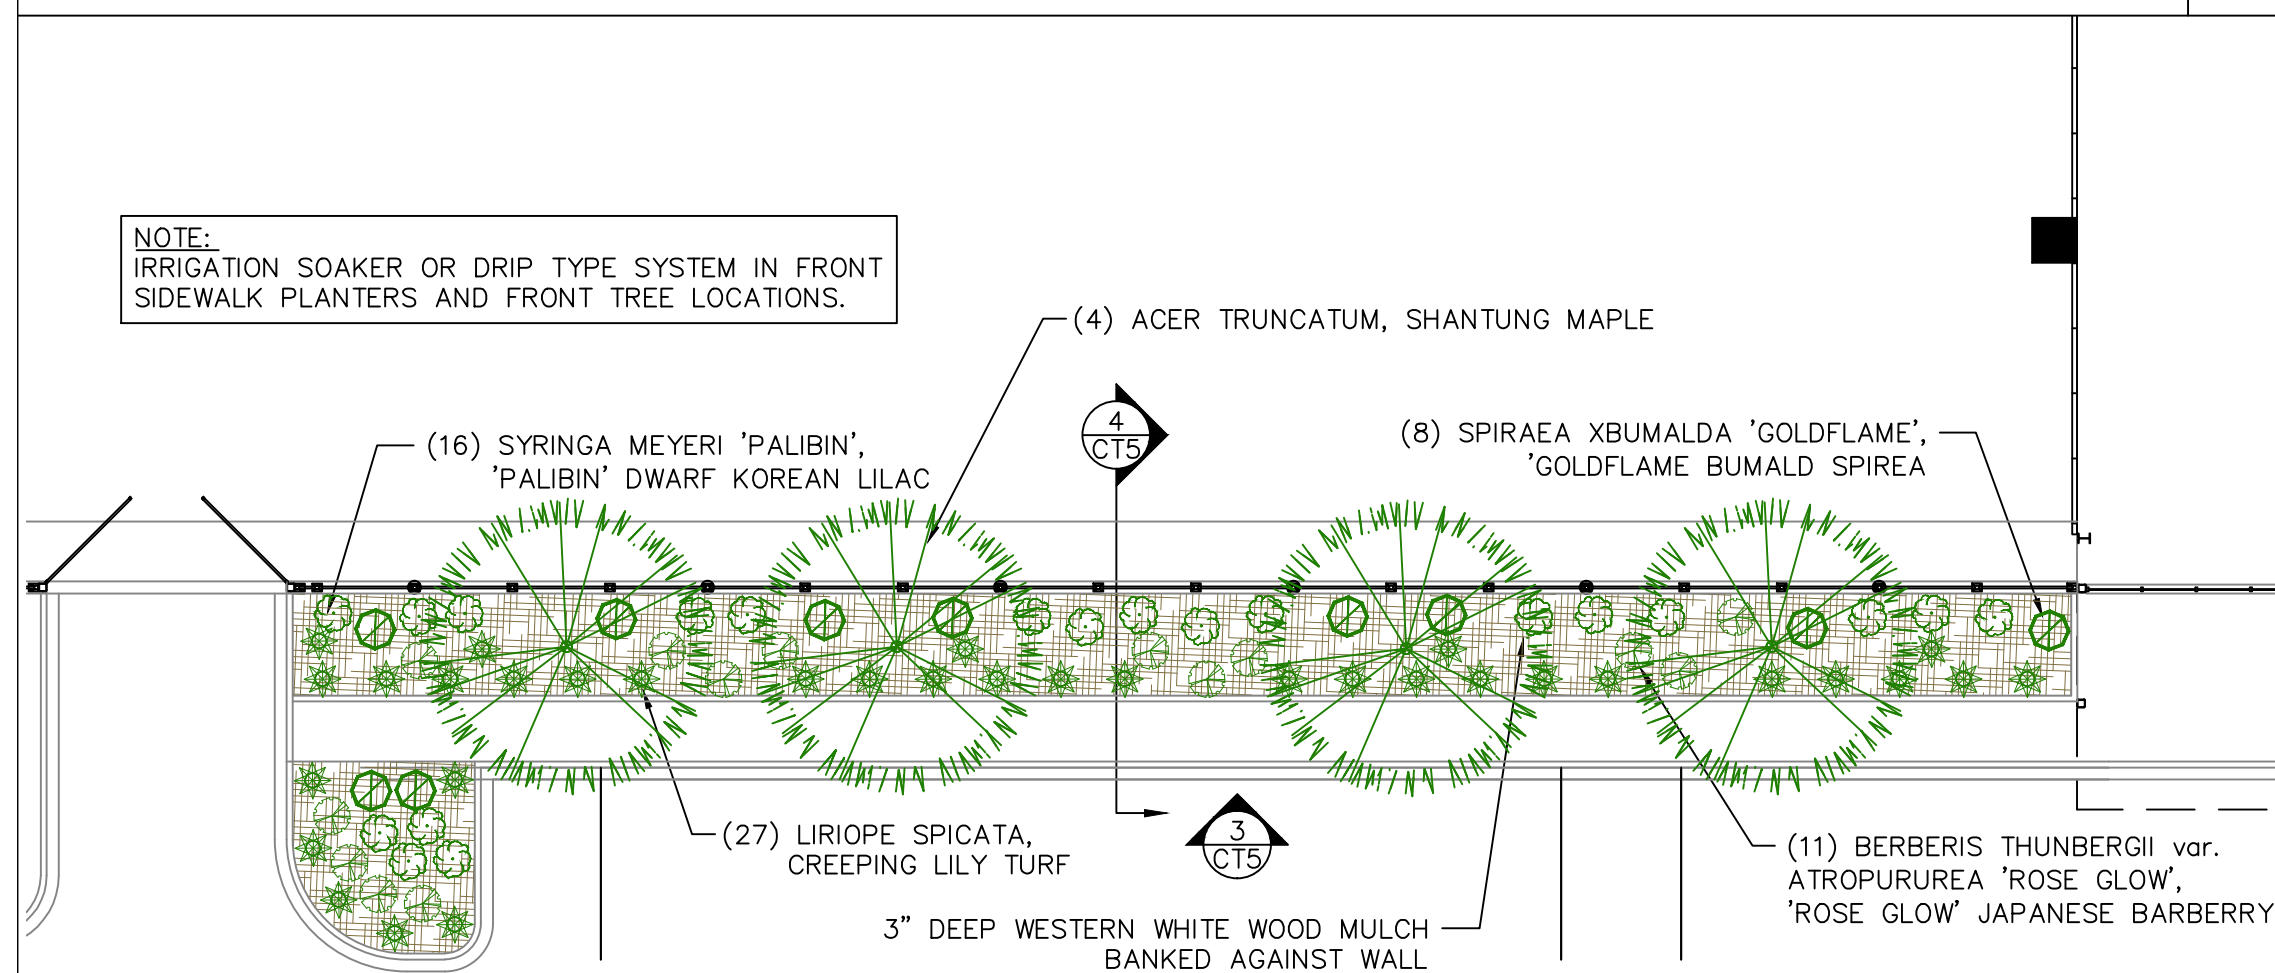 NOTE:
IRRIGATION SOAKER OR DRIP TYPE SYSTEM IN FRONT
SIDEWALK PLANTERS AND FRONT TREE LOCATIONS.
(4) ACER TRUNCATUM, SHANTUNG MAPLE
4
CT5
(16) SYRINGA MEYERI 'PALIBIN',
'PALIBIN' DWARF KOREAN LILAC
(8) SPIRAEA XBUMALDA 'GOLDFLAME',
'GOLDFLAME BUMALD SPIREA
(27) LIRIOPE SPICATA,
CREEPING LILY TURF
3
CT5
3" DEEP WESTERN WHITE WOOD MULCH
BANKED AGAINST WALL
(11) BERBERIS THUNBERGII var.
ATROPURUREA 'ROSE GLOW',
'ROSE GLOW' JAPANESE BARBERRY